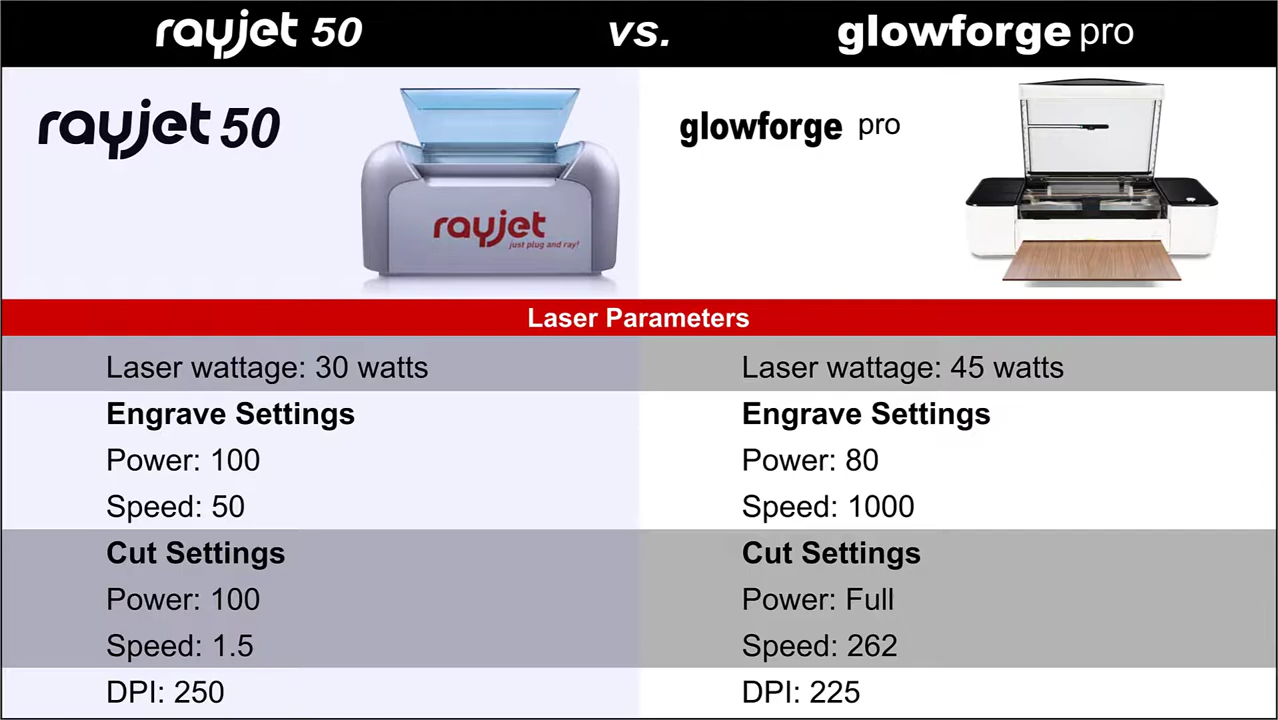 rayjet 50 vs. glowforge pro
rayjet 50
glowforge pro
rayjet
just plug and ray!
Laser Parameters
Laser wattage: 30 watts
Laser wattage: 45 watts
Engrave Settings
Engrave Settings
Power: 100
Power: 80
Speed: 50
Speed: 1000
Cut Settings
Cut Settings
Power: 100
Power: Full
Speed: 1.5
Speed: 262
DPI: 250
DPI: 225